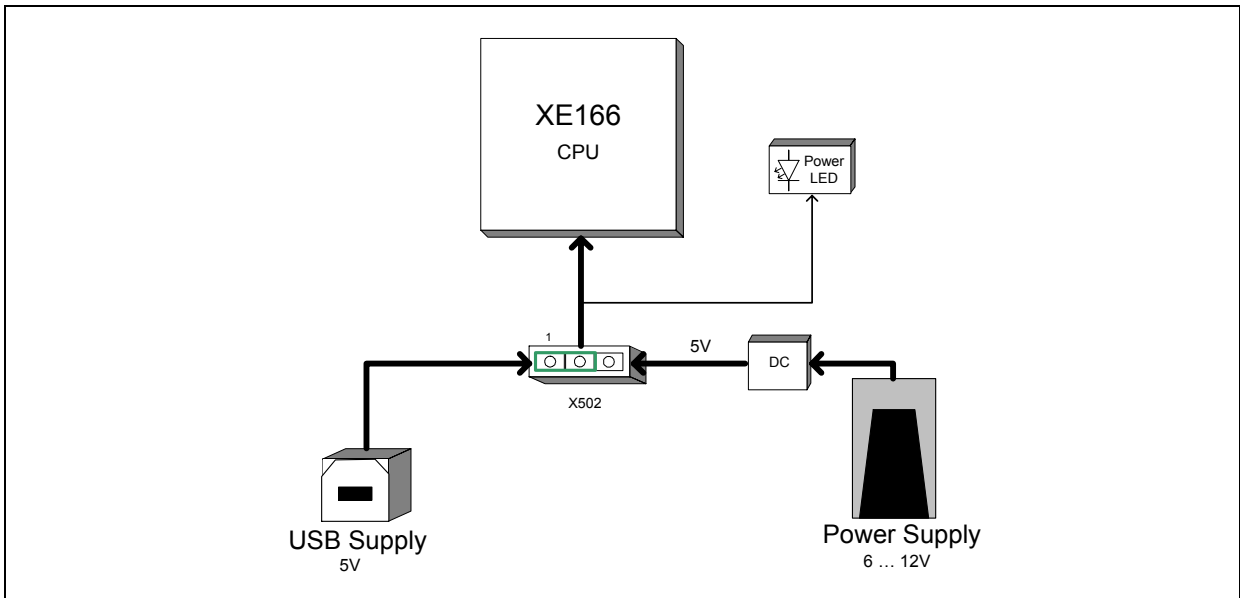 XE166
CPU
Power
LED
1
5V
DC
X502
USB Supply
5V
Power Supply
6 … 12V